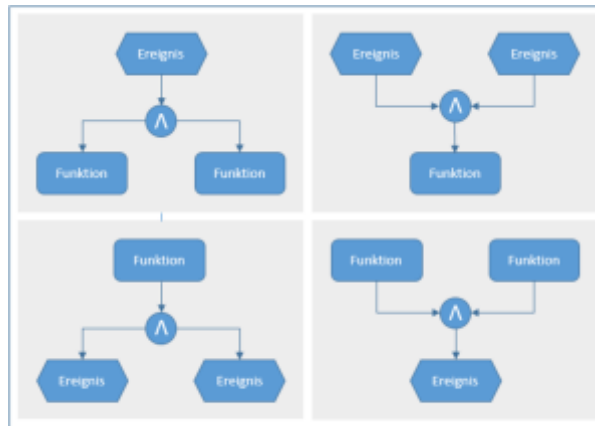 Ereignis
Λ
Funktion Funktion
Ereignis Ereignis
Λ
Funktion
Funktion
Λ
Ereignis Ereignis
Funktion Funktion
Λ
Ereignis